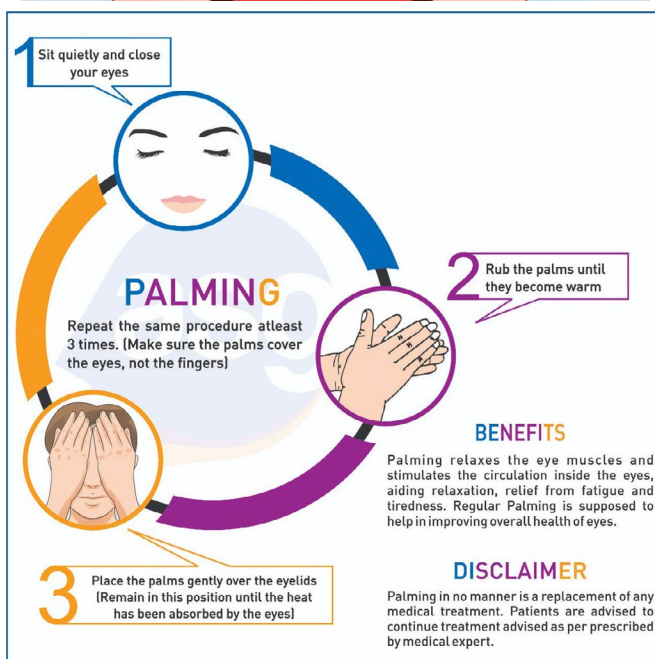 1
Sit quietly and close
your eyes
2
Rub the palms until
they become warm
PALMING
Repeat the same procedure atleast
3 times. (Make sure the palms cover
the eyes, not the fingers)
asg
3
Place the palms gently over the eyelids
(Remain in this position until the heat
has been absorbed by the eyes)
BENEFITS
Palming relaxes the eye muscles and
stimulates the circulation inside the eyes,
aiding relaxation, relief from fatigue and
tiredness. Regular Palming is supposed to
help in improving overall health of eyes.
DISCLAIMER
Palming in no manner is a replacement of any
medical treatment. Patients are advised to
continue treatment advised as per prescribed
by medical expert.